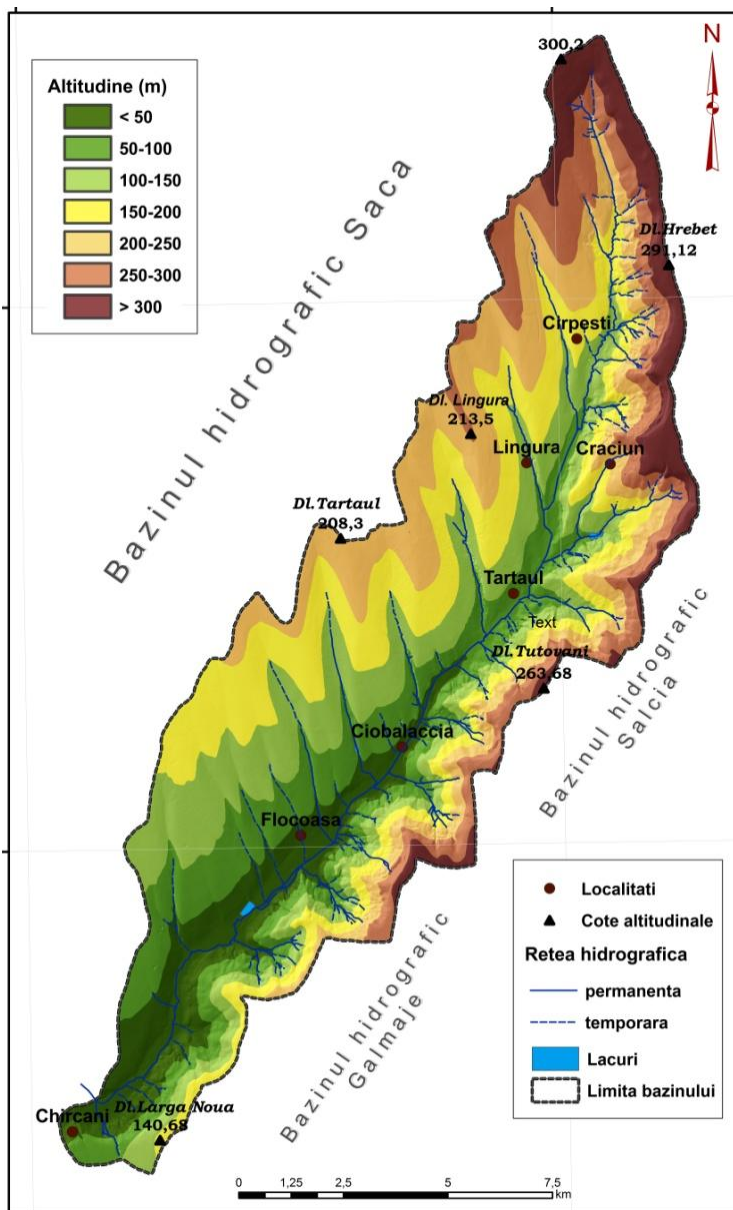 N
Altitudine (m)
< 50
50-100
100-150
150-200
200-250
250-300
> 300
300,2
Bazinul hidrografic Saca
Dl.Hrebet
291,12
Cirpesti
Dl. Lingura
213,5
Lingura
Craciun
Dl.Tartaul
208,3
Tartaul
Text
Dl.Tutovani
263,68
Bazinul hidrografic
Salcia
Ciobalaccia
Flocoasa
Bazinul hidrografic
Galmaje
Localitati
Cote altitudinale
Retea hidrografica
permanenta
temporara
Lacuri
Limita bazinului
Chircani
Dl.Larga Noua
140,68
0 1,25 2,5 5 7,5
km